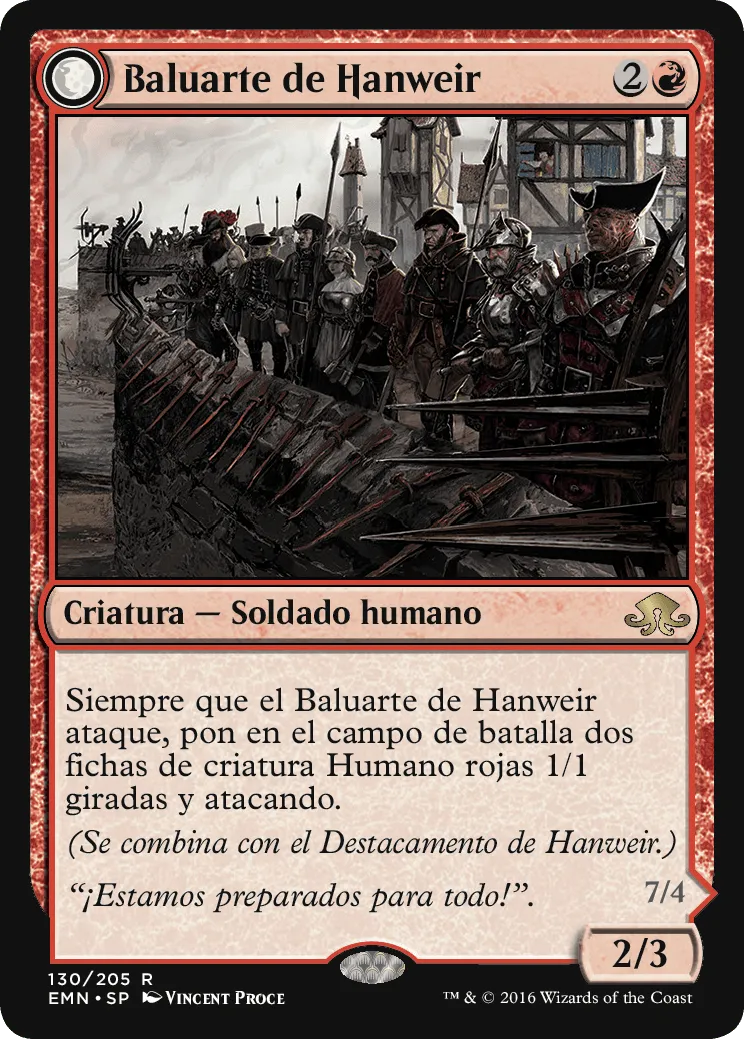 Baluarte de Hanweir 2
Criatura — Soldado humano
Siempre que el Baluarte de Hanweir
ataque, pon en el campo de batalla dos
fichas de criatura Humano rojas 1/1
giradas y atacando.
(Se combina con el Destacamento de Hanweir.)
“¡Estamos preparados para todo!”.
7/4
2/3
130/205 R
EMN • SP Vincent Proce
™ & © 2016 Wizards of the Coast